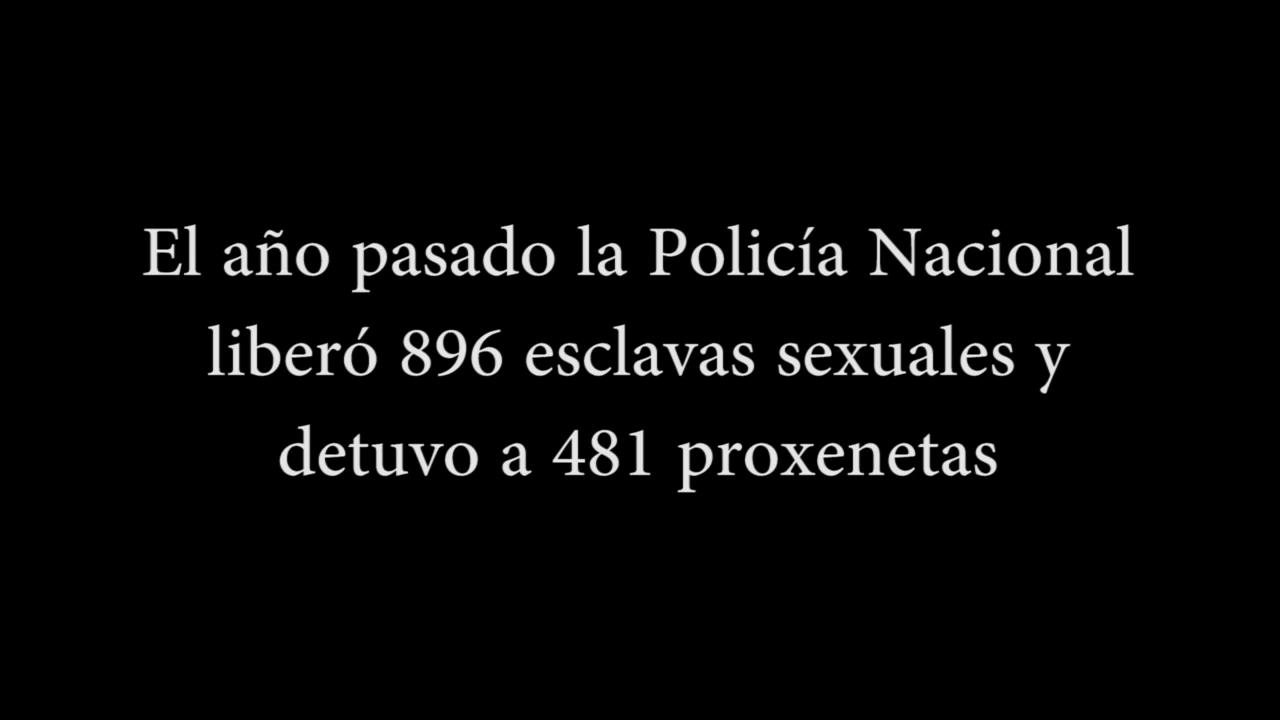 El año pasado la Policía Nacional
liberó 896 esclavas sexuales y
detuvo a 481 proxenetas